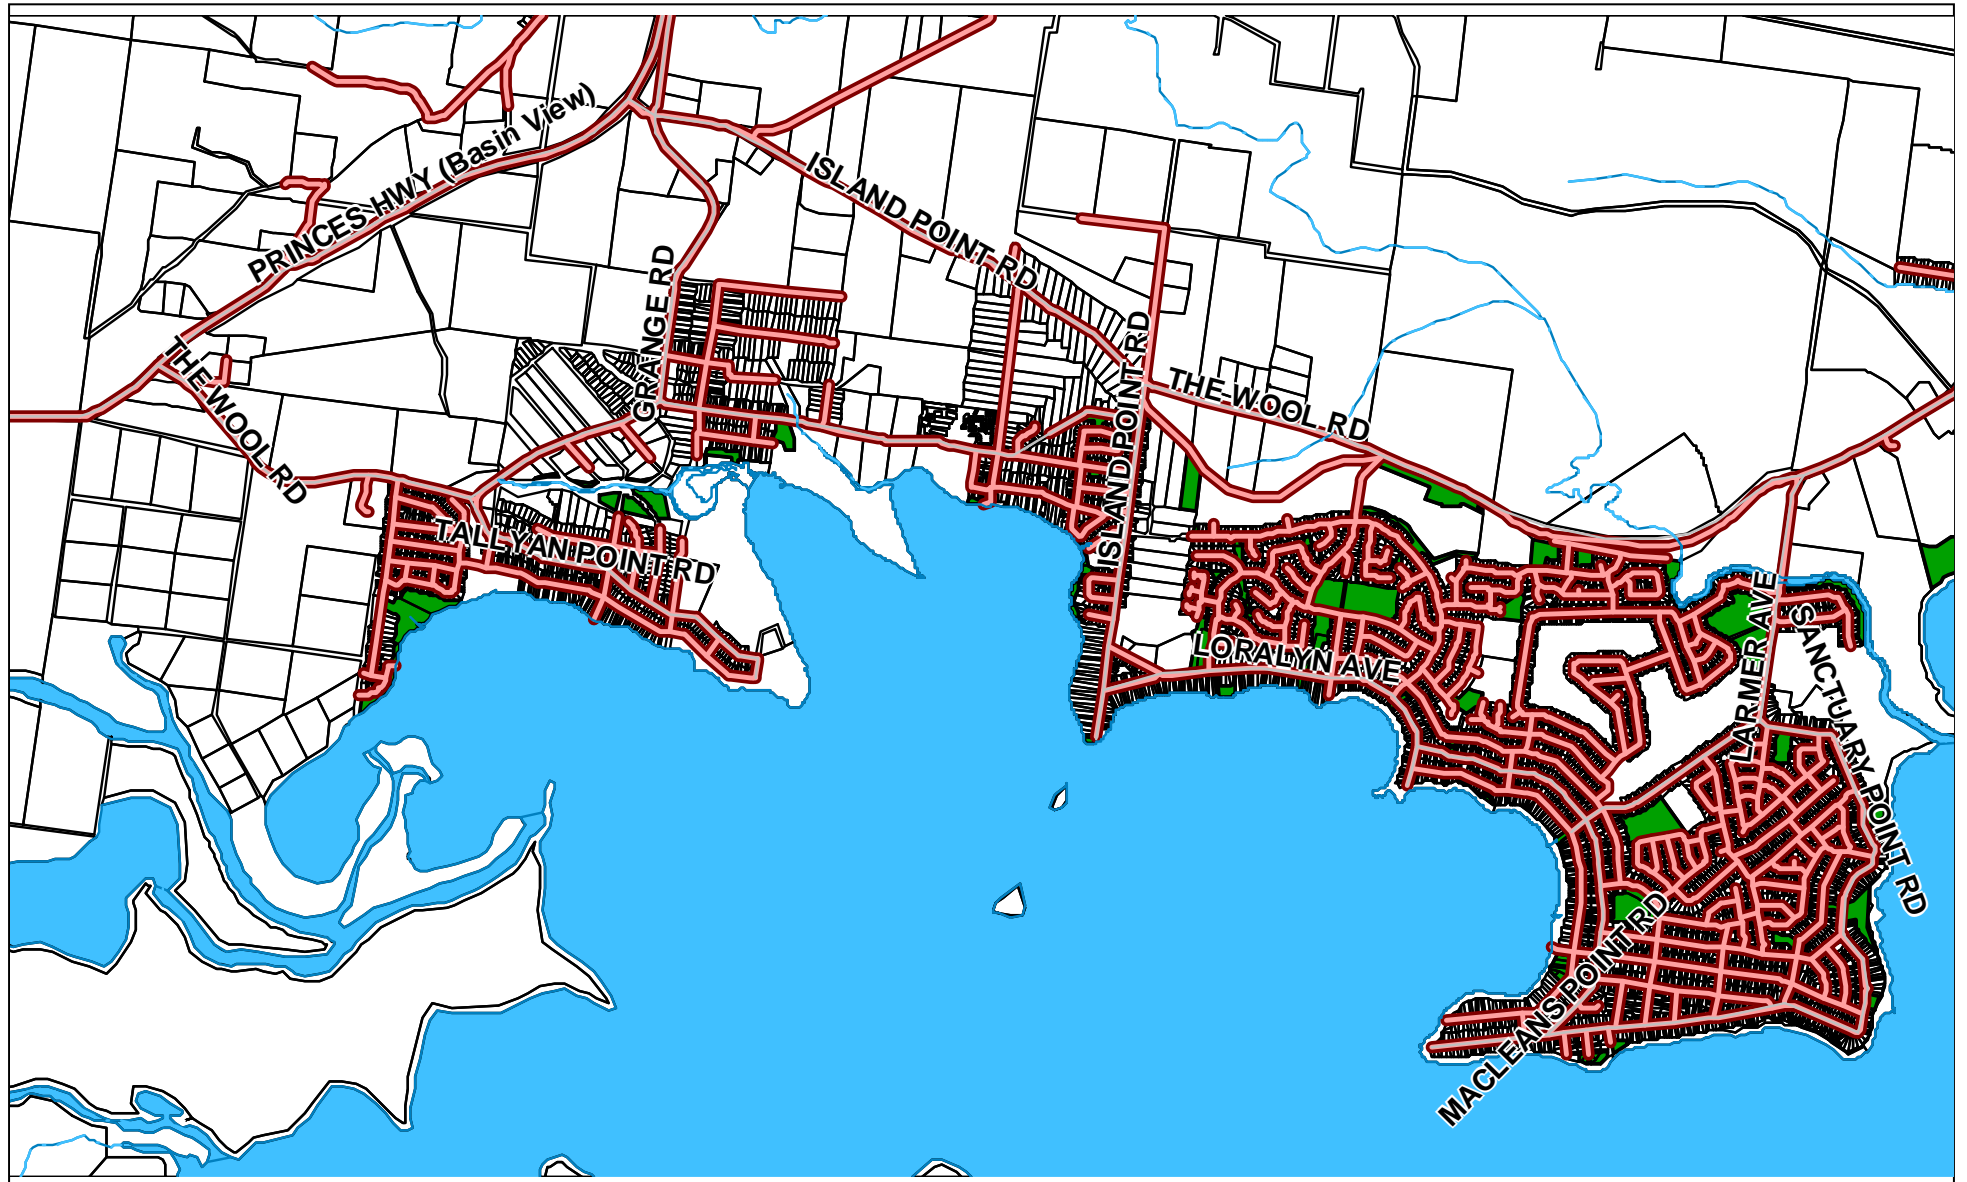 PRINCES HWY (Basin View)
ISLAND POINT RD
GRANGE RD
THE WOOL RD
ISLAND POINT RD
THE WOOL RD
TALLYAN POINT RD
LORALYN AVE
LARMER AVE
SANCTUARY POINT RD
MACLEANS POINT RD